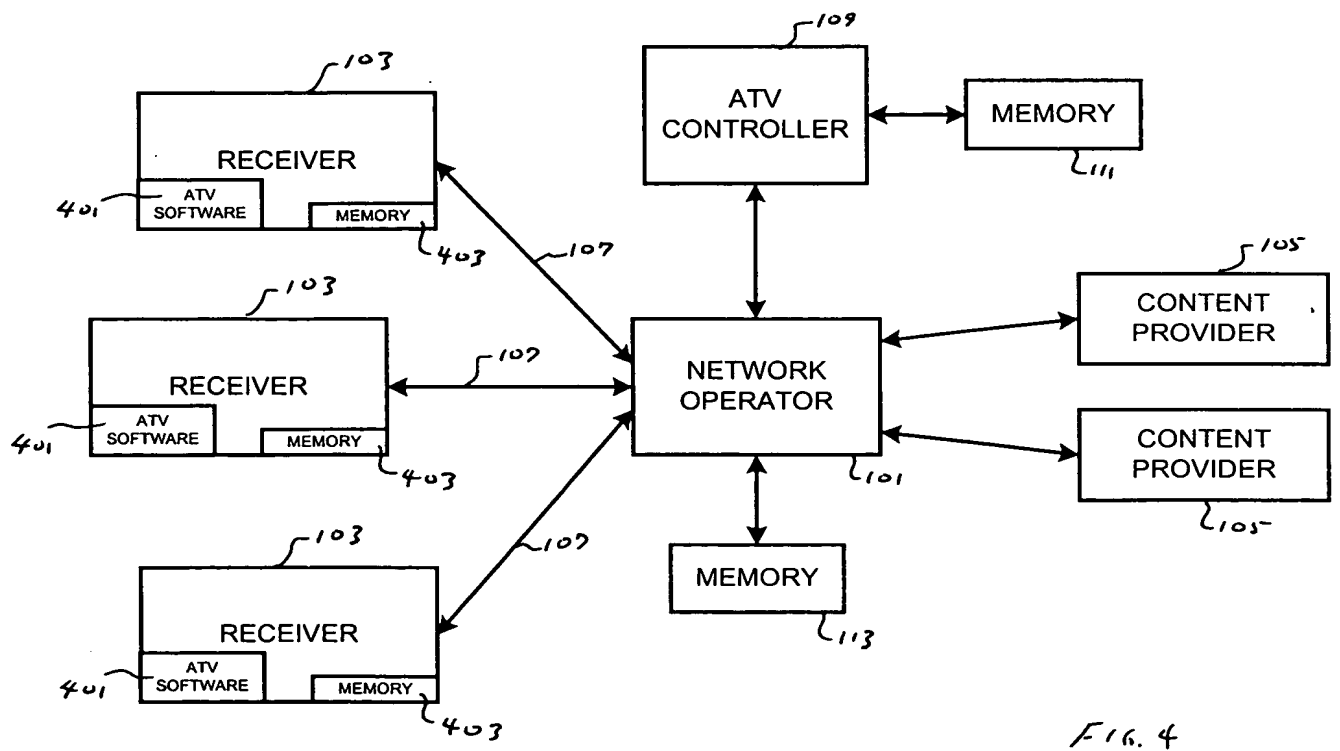 109
103
ATV
CONTROLLER
MEMORY
111
RECEIVER
ATV
SOFTWARE
MEMORY
401
403
107
103
105
CONTENT
PROVIDER
RECEIVER
ATV
SOFTWARE
MEMORY
401
403
107
NETWORK
OPERATOR
101
CONTENT
PROVIDER
105
103
107
RECEIVER
ATV
SOFTWARE
MEMORY
401
403
MEMORY
113
FIG. 4